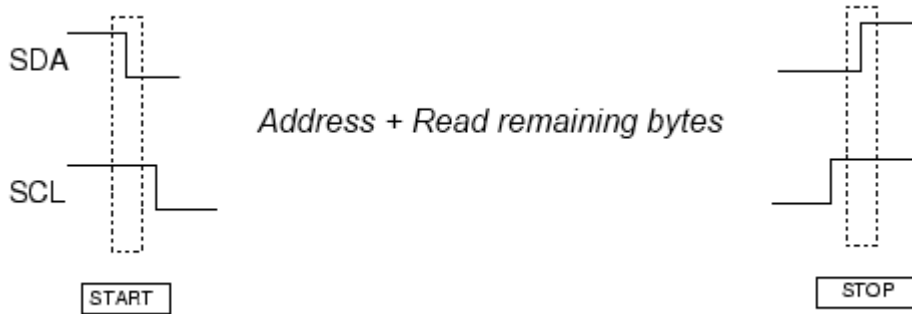 SDA
Address + Read remaining bytes
SCL
START
STOP